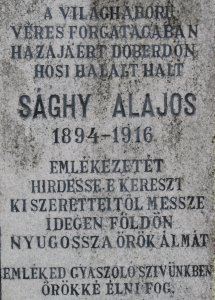 A VILÁGHÁBORÚ
VÉRES FORGATAGÁBAN
HAZÁJÁÉRT DOBERDÓN
HŐSI HALÁLT HALT
SÁGHY ALAJOS
1894-1916
EMLÉKEZETÉT
HIRDESSE E KERESZT
KI SZERETTEITŐL MESSZE
IDEGEN FÖLDÖN
NYUGOSSZA ÖRÖK ÁLMÁT
EMLÉKED GYÁSZOLÓ SZIVÜNKBEN
ÖRÖKKÉ ÉLNI FOG.